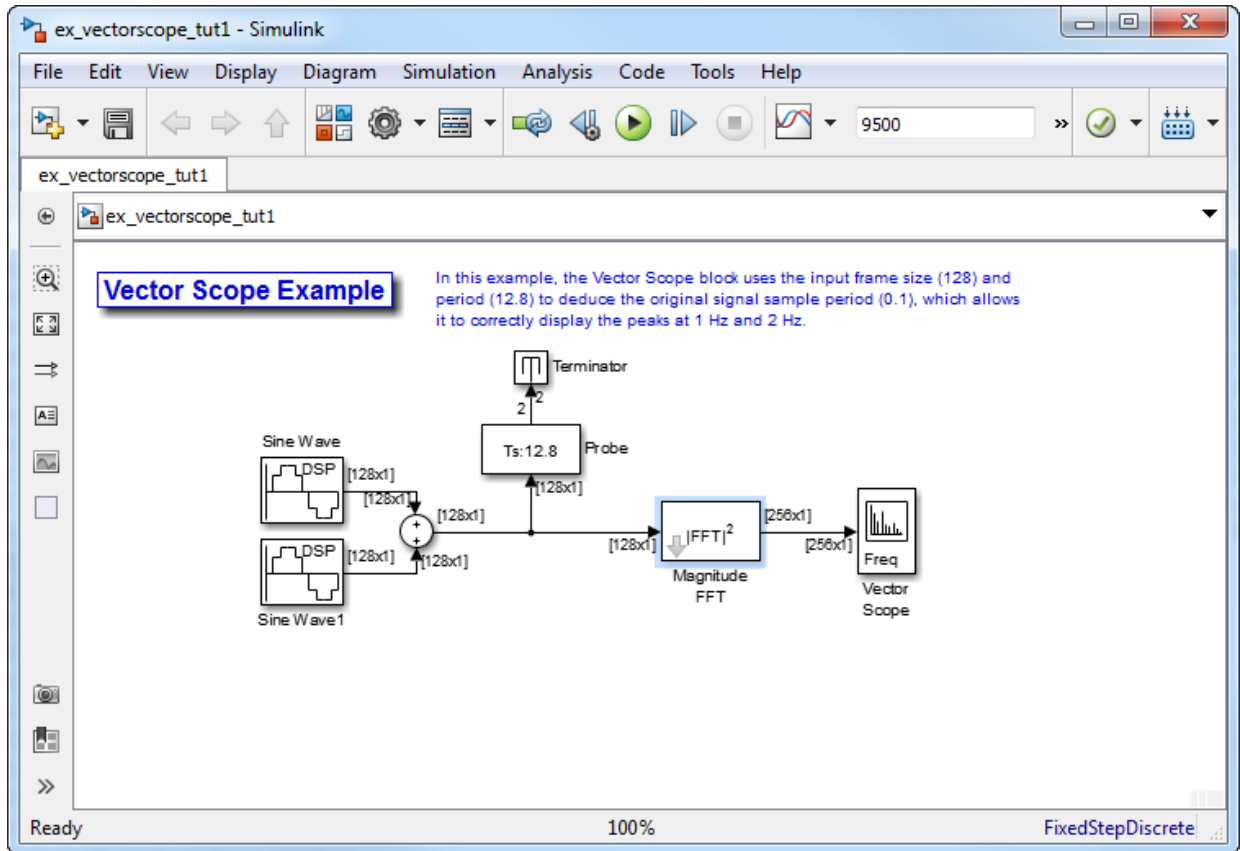 ex_vectorscope_tut1 - Simulink
File Edit View Display Diagram Simulation Analysis Code Tools Help
9500 »
ex_vectorscope_tut1
ex_vectorscope_tut1
Vector Scope Example
In this example, the Vector Scope block uses the input frame size (128) and
period (12.8) to deduce the original signal sample period (0.1), which allows
it to correctly display the peaks at 1 Hz and 2 Hz.
Terminator
2
2
Ts:12.8
Probe
[128x1]
Sine Wave
DSP
[128x1]
[128x1]
[128x1]
DSP
[128x1]
[128x1]
Sine Wave1
+
+
[128x1]
|FFT|²
[256x1]
[256x1]
Magnitude
FFT
Freq
Vector
Scope
A
»
Ready 100% FixedStepDiscrete